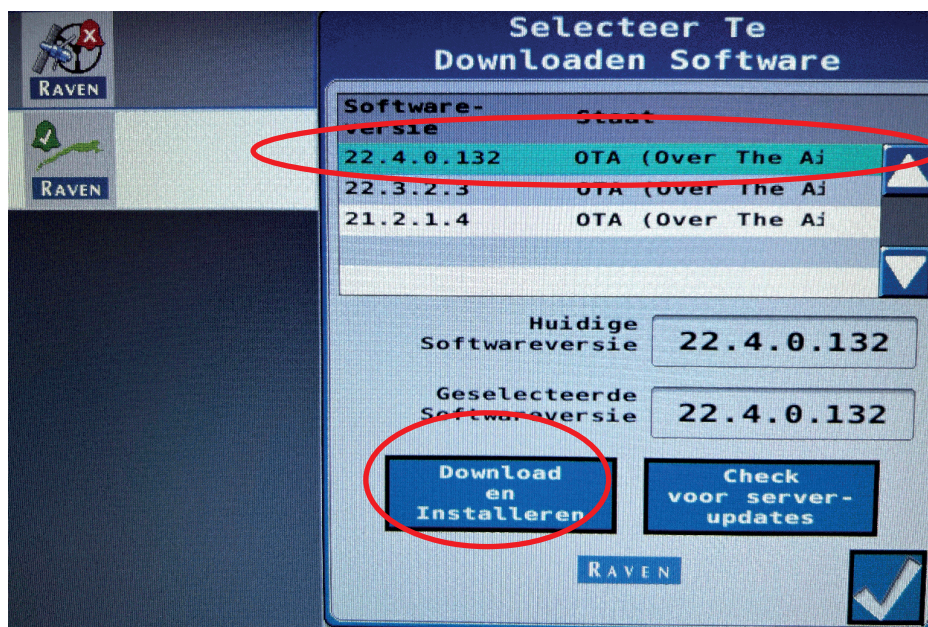 RAVEN
RAVEN
Selecteer Te
Downloaden Software
Software-
versie
Staat
22.4.0.132 OTA (Over The Ai
22.3.2.3 OTA (Over The Ai
21.2.1.4 OTA (Over The Ai
Huidige
Softwareversie
22.4.0.132
Geselecteerde
Softwareversie
22.4.0.132
Download
en
Installeren
Check
voor server-
updates
RAVEN